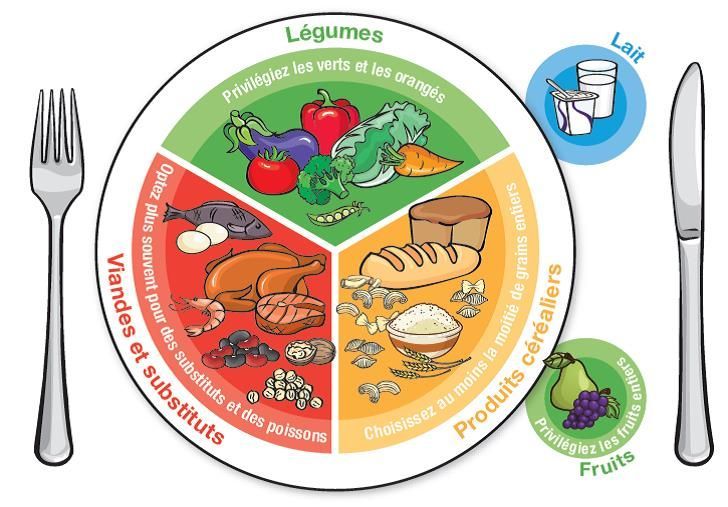 Légumes
Privilégiez les verts et les orangés
Lait
Viandes et substituts
Optez plus souvent pour des substituts et des poissons
Choisissez au moins la moitié de grains entiers
Produits céréaliers
Privilégiez les fruits entiers
Fruits